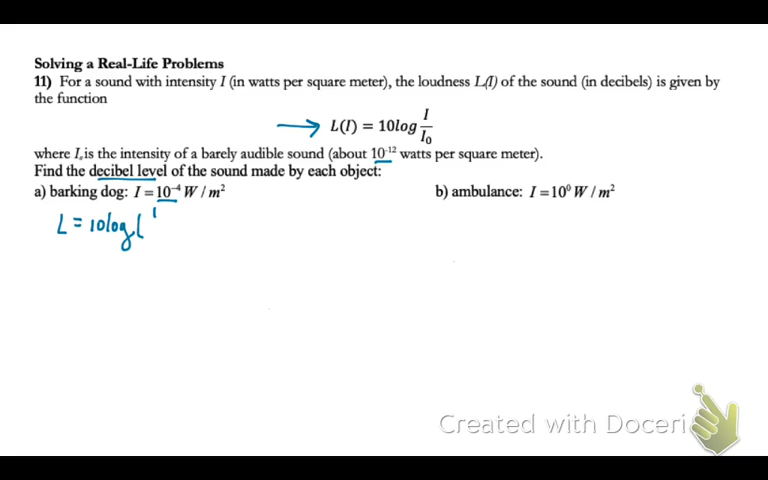 Solving a Real-Life Problems
11) For a sound with intensity I (in watts per square meter), the loudness L(I) of the sound (in decibels) is given by
the function
L(I) = 10log I/I₀
where Iₒ is the intensity of a barely audible sound (about 10⁻¹² watts per square meter).
Find the decibel level of the sound made by each object:
a) barking dog: I = 10⁻⁴ W / m² b) ambulance: I = 10⁰ W / m²
L = 10log(
Created with Doceri